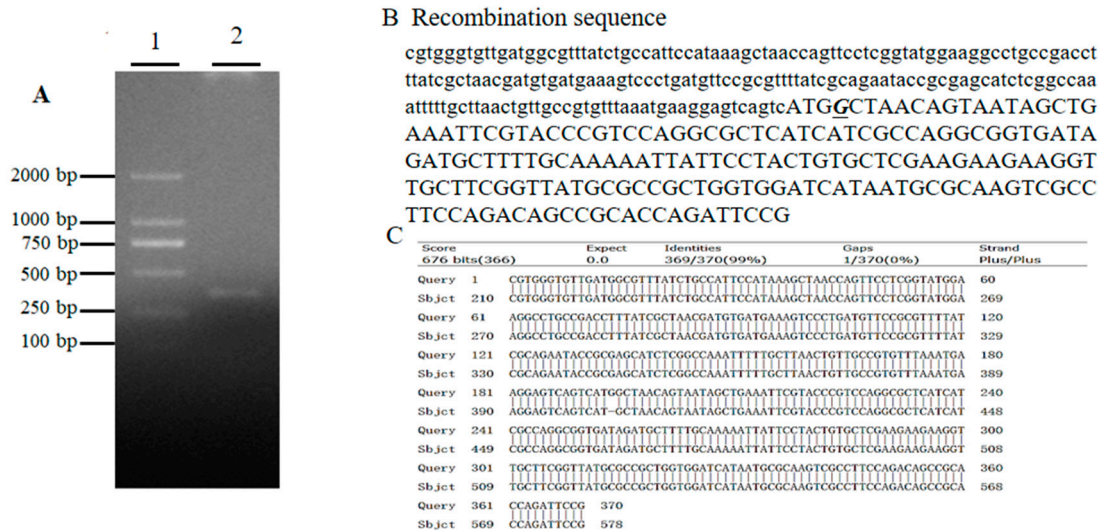 A
1 2
2000 bp
1000 bp
750 bp
500 bp
250 bp
100 bp
B Recombination sequence
cgtgggtgttgatggcgtttatctgccattccataaagctaaccagttcctcggtatggaaggcctgccgacct
ttatcgctaacgatgtgatgaaagtccctgatgttccgcgttttatcgcagaataccgcgagcatctcggccaa
atttttgcttaactgttgccgtgtttaaatgaaggagtcagtcATGGCTAACAGTAATAGCTG
AAATTCGTACCCGTCCAGGCGCTCATCATCGCCAGGCGGTGATA
GATGCTTTTGCAAAAATTATTCCTACTGTGCTCGAAGAAGAAGGT
TGCTTCGGTTATGCGCCGCTGGTGGATCATAATGCGCAAGTCGCC
TTCCAGACAGCCGCACCAGATTCCG
C
Score Expect Identities Gaps Strand
676 bits(366) 0.0 369/370(99%) 1/370(0%) Plus/Plus
Query 1 CGTGGGTGTTGATGGCGTTTATCTGCCATTCCATAAAGCTAACCAGTTCCTCGGTATGGA 60
Sbjct 210 CGTGGGTGTTGATGGCGTTTATCTGCCATTCCATAAAGCTAACCAGTTCCTCGGTATGGA 269
Query 61 AGGCCTGCCGACCTTTATCGCTAACGATGTGATGAAAGTCCCTGATGTTCCGCGTTTTAT 120
Sbjct 270 AGGCCTGCCGACCTTTATCGCTAACGATGTGATGAAAGTCCCTGATGTTCCGCGTTTTAT 329
Query 121 CGCAGAATACCGCGAGCATCTCGGCCAAATTTTTGCTTAACTGTTGCCGTGTTTAAATGA 180
Sbjct 330 CGCAGAATACCGCGAGCATCTCGGCCAAATTTTTGCTTAACTGTTGCCGTGTTTAAATGA 389
Query 181 AGGAGTCAGTCATGGCTAACAGTAATAGCTGAAATTCGTACCCGTCCAGGCGCTCATCAT 240
Sbjct 390 AGGAGTCAGTCAT-GCTAACAGTAATAGCTGAAATTCGTACCCGTCCAGGCGCTCATCAT 448
Query 241 CGCCAGGCGGTGATAGATGCTTTTGCAAAAATTATTCCTACTGTGCTCGAAGAAGAAGGT 300
Sbjct 449 CGCCAGGCGGTGATAGATGCTTTTGCAAAAATTATTCCTACTGTGCTCGAAGAAGAAGGT 508
Query 301 TGCTTCGGTTATGCGCCGCTGGTGGATCATAATGCGCAAGTCGCCTTCCAGACAGCCGCA 360
Sbjct 509 TGCTTCGGTTATGCGCCGCTGGTGGATCATAATGCGCAAGTCGCCTTCCAGACAGCCGCA 568
Query 361 CCAGATTCCG 370
Sbjct 569 CCAGATTCCG 578